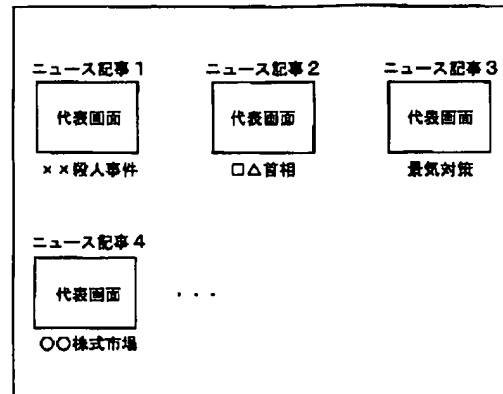 ニュース記事1 ニュース記事2 ニュース記事3
代表画面 代表画面 代表画面
××殺人事件 □△首相 景気対策
ニュース記事4
代表画面 ・・・
○○株式市場